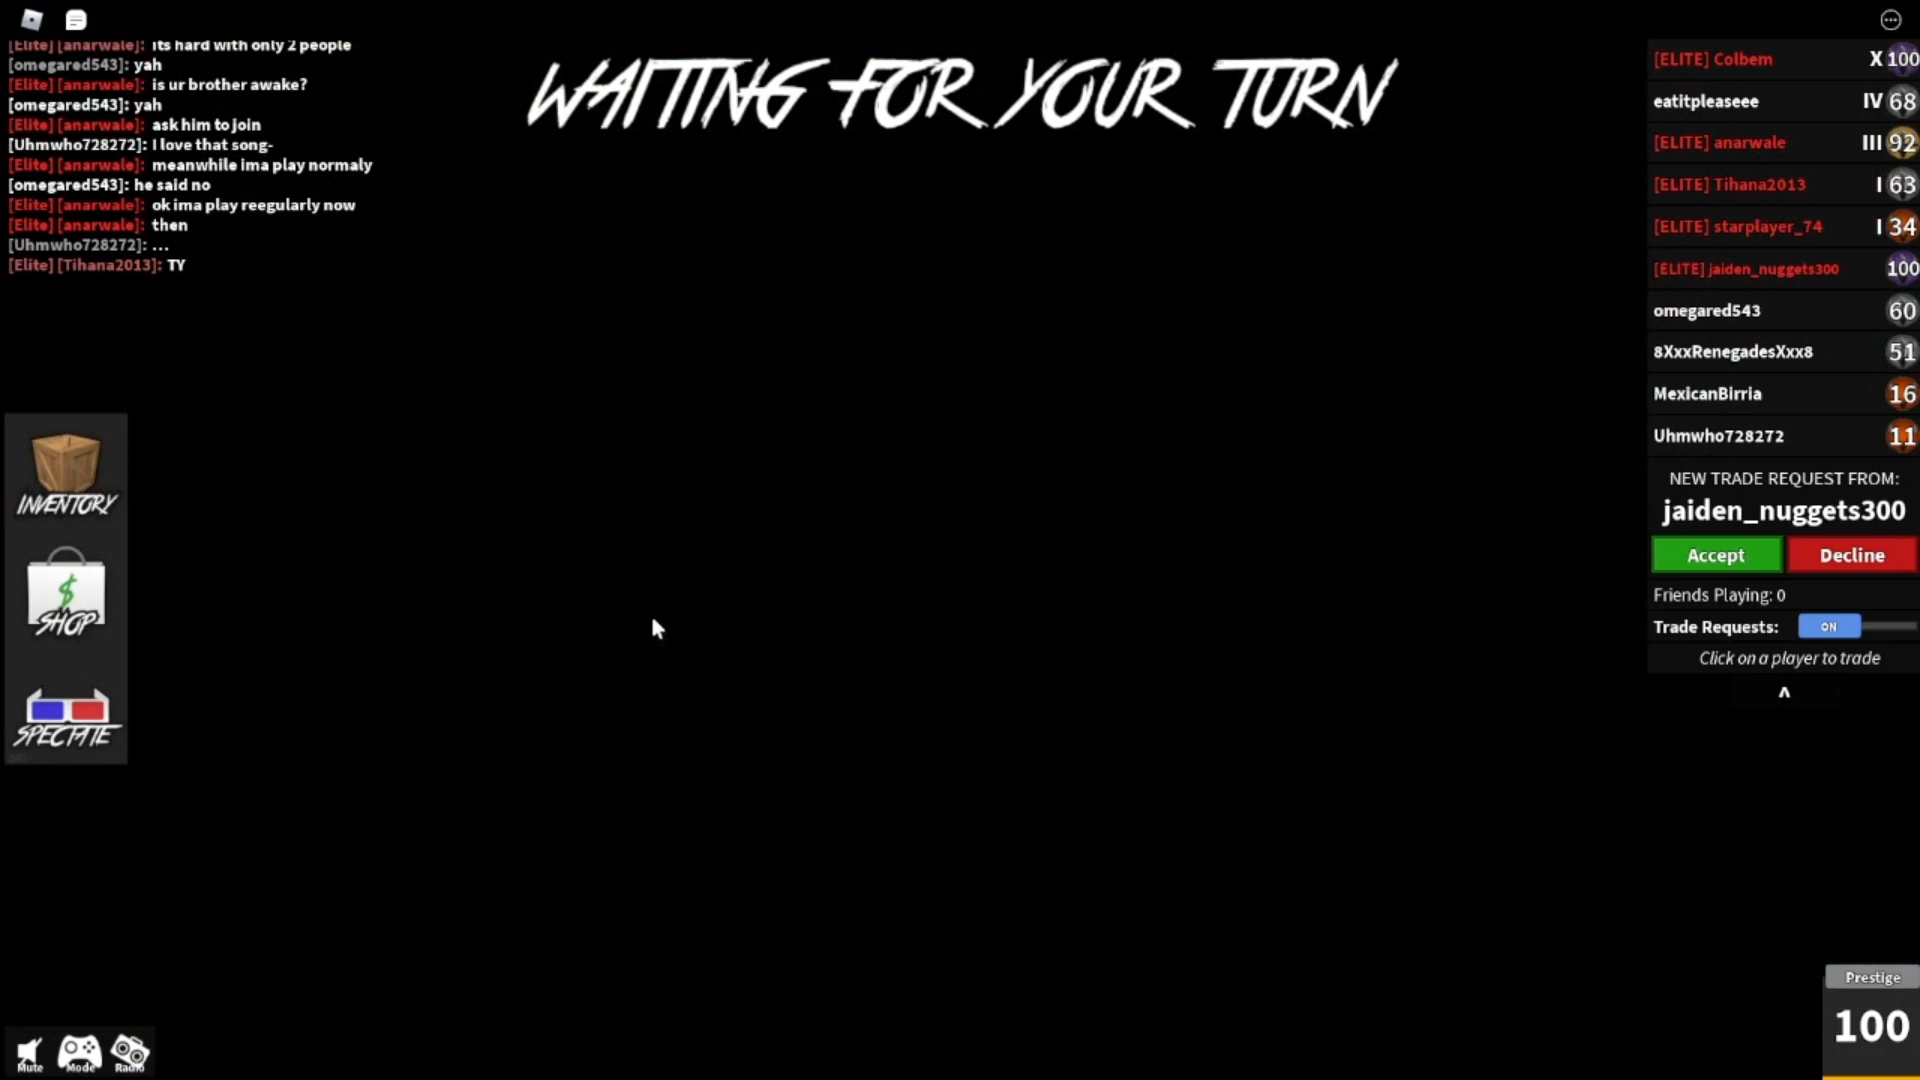 [Elite] [anarwale]: its hard with only 2 people
[omegared543]: yah
[Elite] [anarwale]: is ur brother awake?
[omegared543]: yah
[Elite] [anarwale]: ask him to join
[Uhmwho728272]: I love that song-
[Elite] [anarwale]: meanwhile ima play normaly
[omegared543]: he said no
[Elite] [anarwale]: ok ima play reegularly now
[Elite] [anarwale]: then
[Uhmwho728272]: ...
[Elite] [Tihana2013]: TY
WAITING FOR YOUR TURN
[ELITE] Colbem X 100
eatitpleaseee IV 68
[ELITE] anarwale III 92
[ELITE] Tihana2013 I 63
[ELITE] starplayer_74 I 34
[ELITE] jaiden_nuggets300 100
omegared543 60
8XxxRenegadesXxx8 51
MexicanBirria 16
Uhmwho728272 11
NEW TRADE REQUEST FROM:
jaiden_nuggets300
Accept Decline
Friends Playing: 0
Trade Requests: ON
Click on a player to trade
^
INVENTORY
$
SHOP
SPECTATE
Mute Mode Radio
Prestige
100